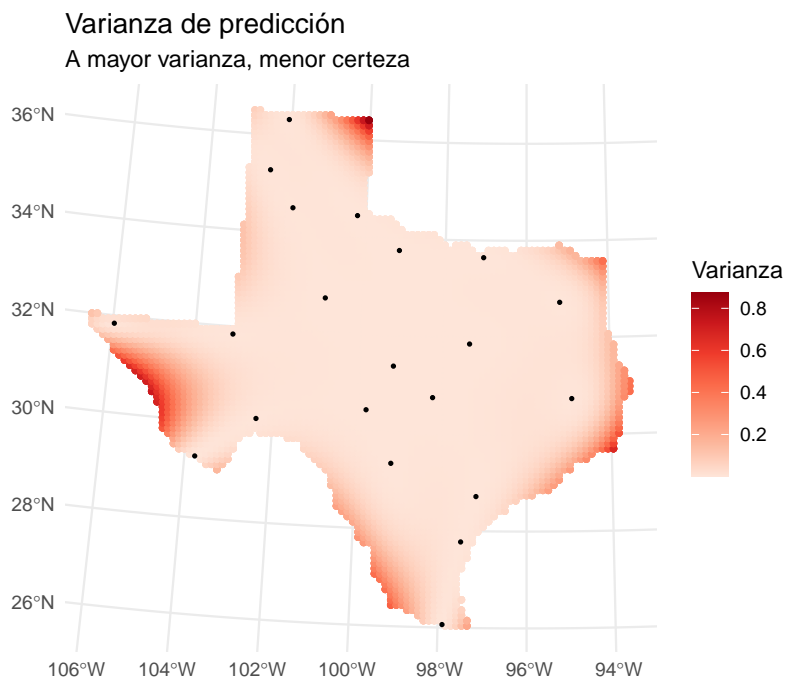 Varianza de predicción
A mayor varianza, menor certeza
36°N
34°N
32°N
30°N
28°N
26°N
106°W 104°W 102°W 100°W 98°W 96°W 94°W
Varianza
0.8
0.6
0.4
0.2